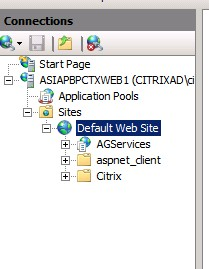 Connections
Start Page
ASIAPBPCTXWEB1 (CITRIXAD\ci
Application Pools
Sites
Default Web Site
AGServices
aspnet_client
Citrix